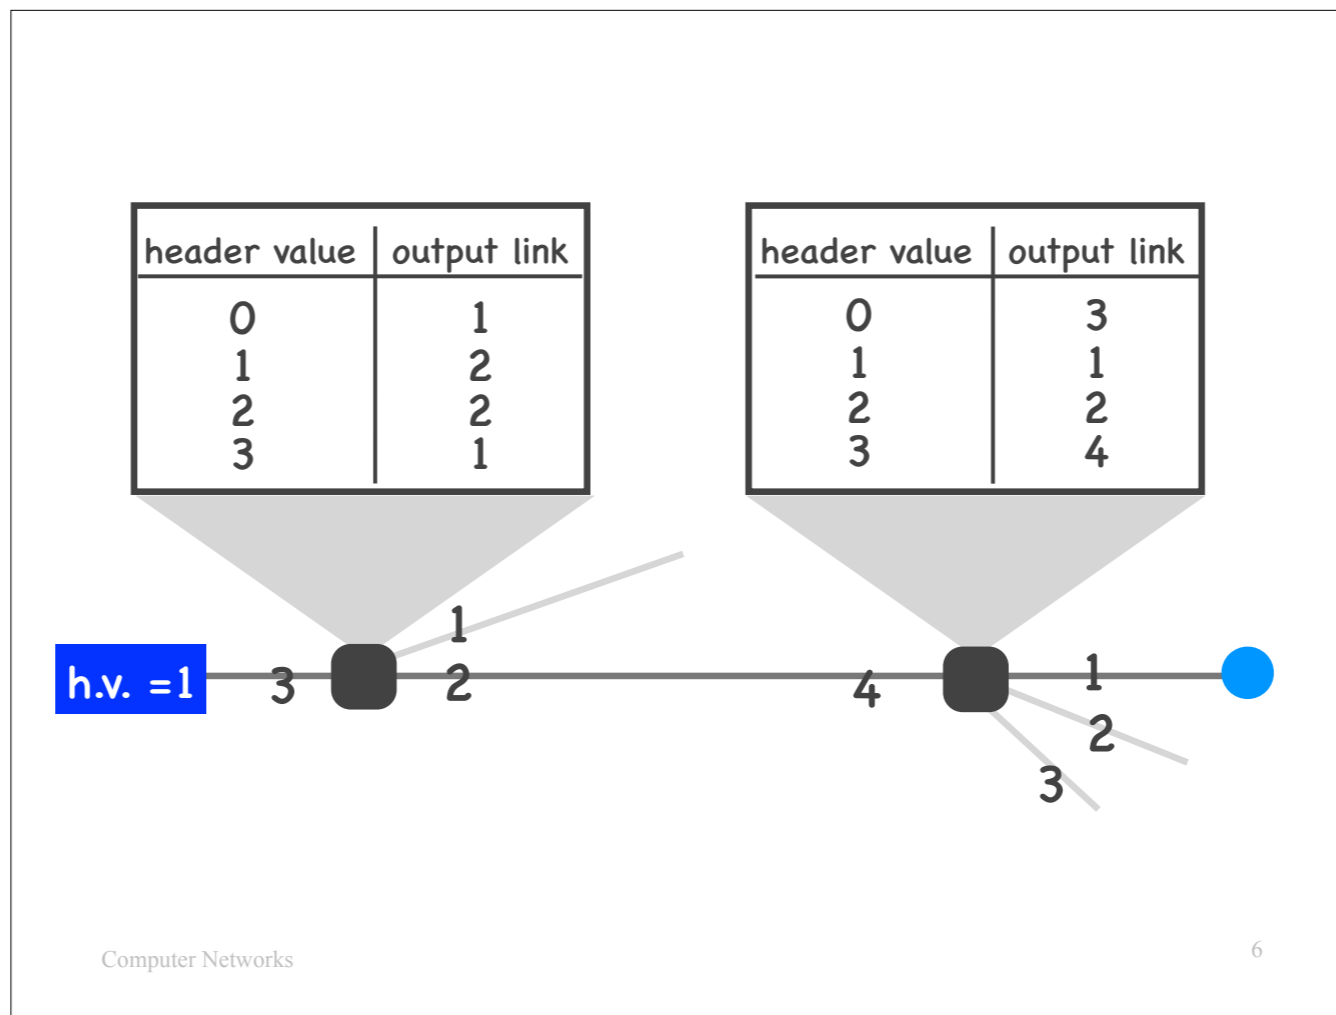 header value output link
0 1
1 2
2 2
3 1
header value output link
0 3
1 1
2 2
3 4
1
h.v. =1 3 2 4 1
2
3
Computer Networks 6